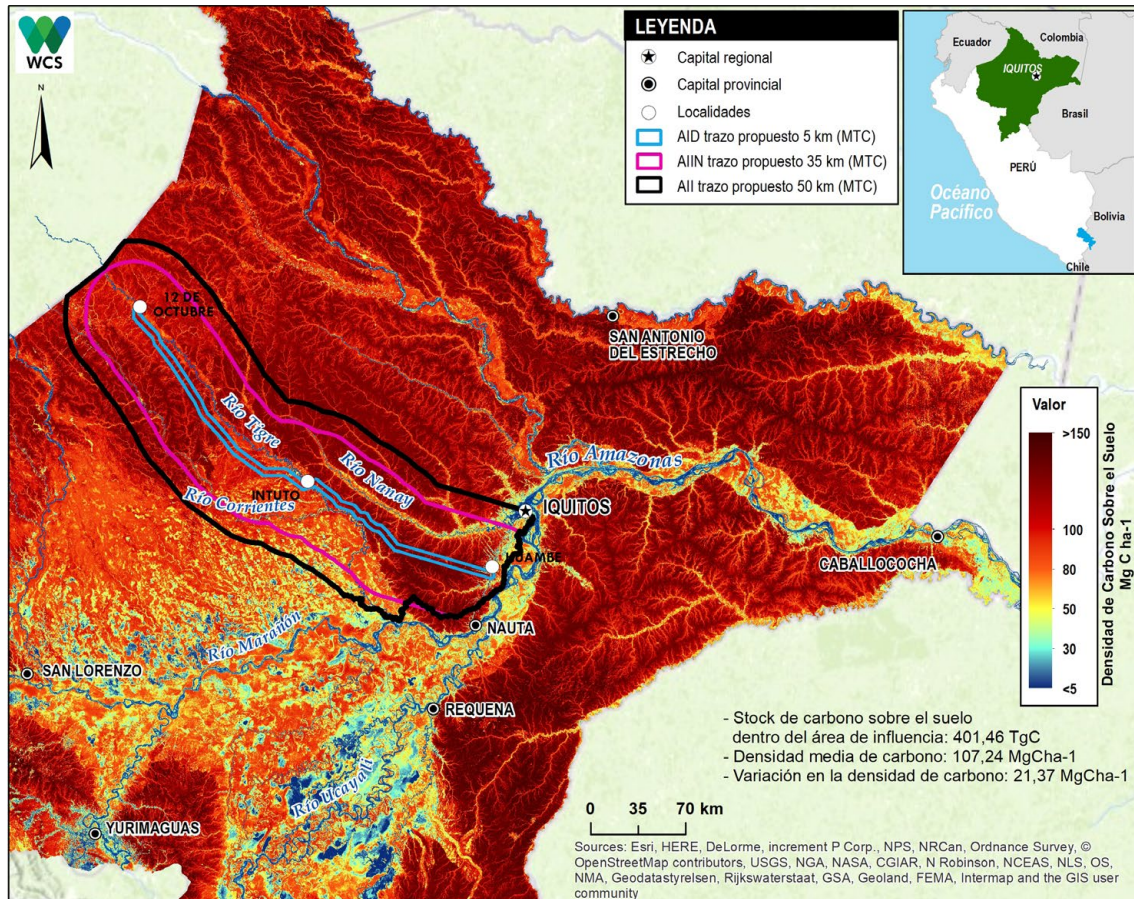 WCS
N
LEYENDA
Capital regional
Capital provincial
Localidades
AID trazo propuesto 5 km (MTC)
AIIN trazo propuesto 35 km (MTC)
AII trazo propuesto 50 km (MTC)
Ecuador
Colombia
IQUITOS
Brasil
PERÚ
Océano
Pacífico
Bolivia
Chile
12 DE
OCTUBRE
SAN ANTONIO
DEL ESTRECHO
Río Tigre
Río Nanay
Río Amazonas
INTUTO
Río Corrientes
IQUITOS
HUAMBE
CABALLOCOCHA
NAUTA
Río Marañón
SAN LORENZO
REQUENA
Río Ucayali
YURIMAGUAS
Valor
>150
100
80
50
30
<5
Densidad de Carbono Sobre el Suelo
Mg C ha-1
- Stock de carbono sobre el suelo
dentro del área de influencia: 401,46 TgC
- Densidad media de carbono: 107,24 MgCha-1
- Variación en la densidad de carbono: 21,37 MgCha-1
0 35 70 km
Sources: Esri, HERE, DeLorme, increment P Corp., NPS, NRCan, Ordnance Survey, ©
OpenStreetMap contributors, USGS, NGA, NASA, CGIAR, N Robinson, NCEAS, NLS, OS,
NMA, Geodatastyrelsen, Rijkswaterstaat, GSA, Geoland, FEMA, Intermap and the GIS user
community